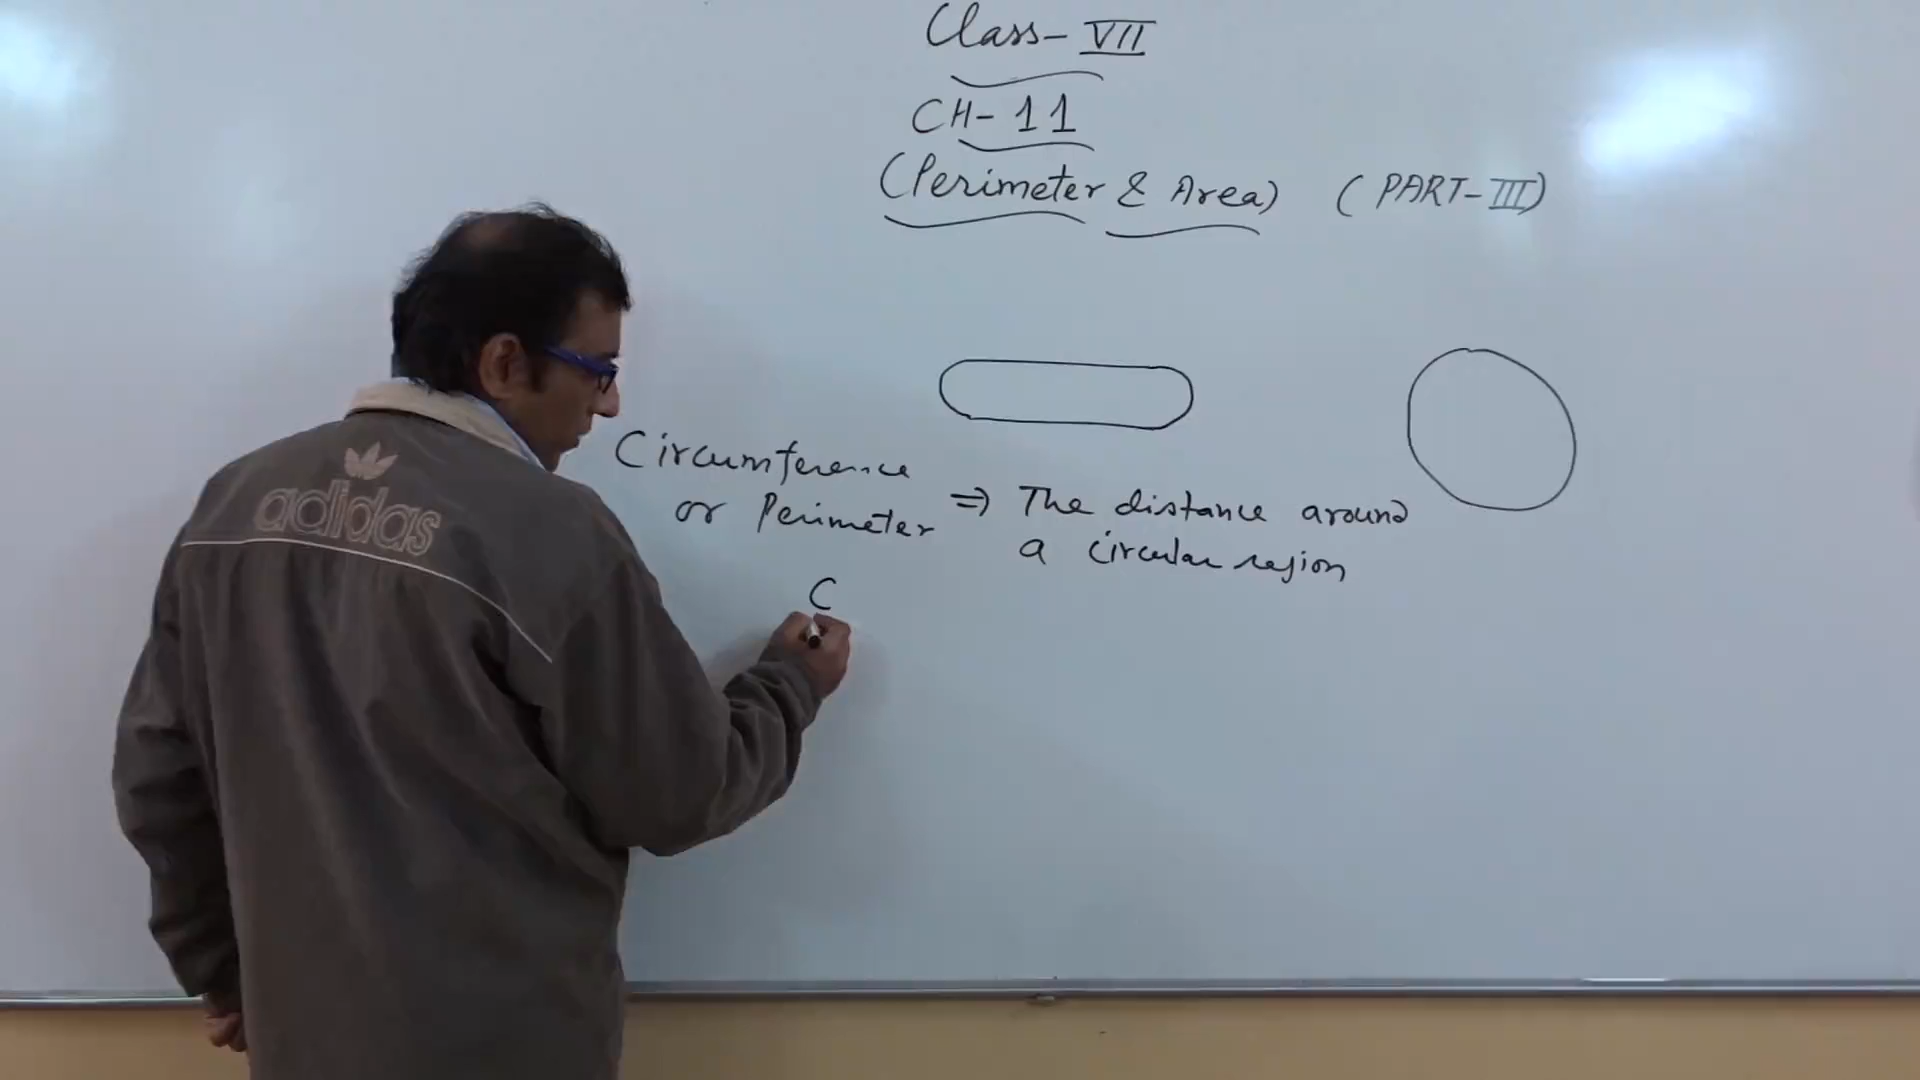 Class- VII
CH- 11
(Perimeter & Area) (PART-III)
Circumference
or Perimeter ⇒ The distance around
a circular region
C
adidas